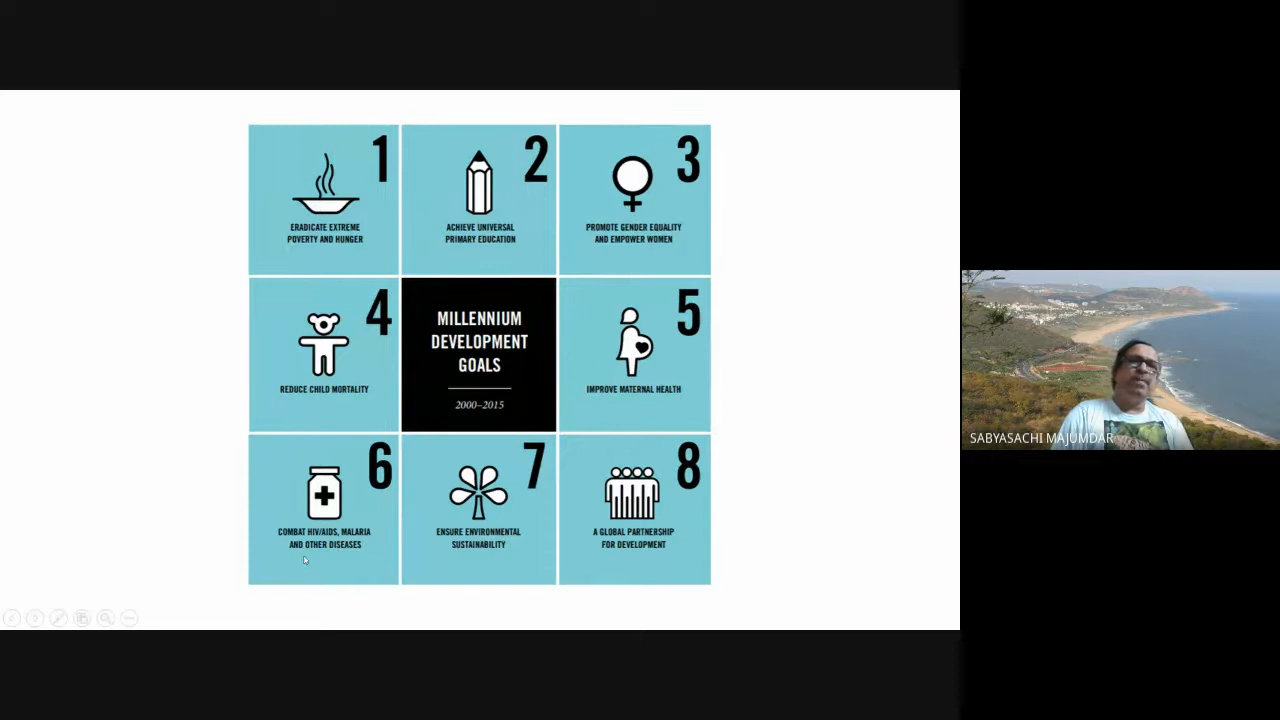 1
ERADICATE EXTREME
POVERTY AND HUNGER
2
ACHIEVE UNIVERSAL
PRIMARY EDUCATION
3
PROMOTE GENDER EQUALITY
AND EMPOWER WOMEN
4
REDUCE CHILD MORTALITY
MILLENNIUM
DEVELOPMENT
GOALS
2000–2015
5
IMPROVE MATERNAL HEALTH
6
COMBAT HIV/AIDS, MALARIA
AND OTHER DISEASES
7
ENSURE ENVIRONMENTAL
SUSTAINABILITY
8
A GLOBAL PARTNERSHIP
FOR DEVELOPMENT
SABYASACHI MAJUMDAR